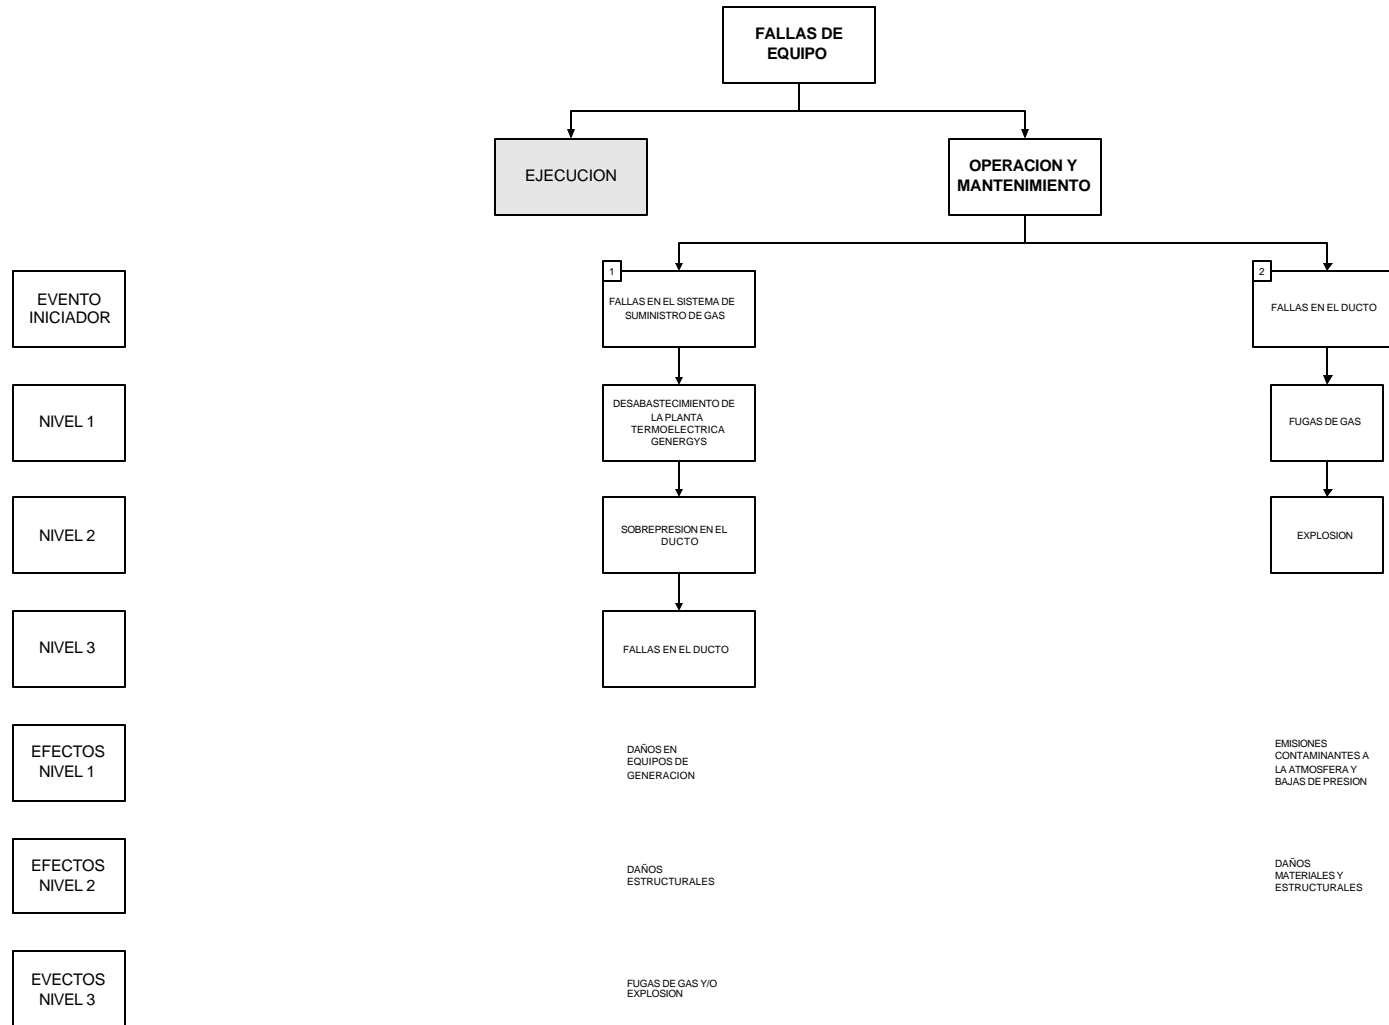 FALLAS DE
EQUIPO
EJECUCION
OPERACION Y
MANTENIMIENTO
EVENTO
INICIADOR
1
FALLAS EN EL SISTEMA DE
SUMINISTRO DE GAS
2
FALLAS EN EL DUCTO
NIVEL 1
DESABASTECIMIENTO DE
LA PLANTA
TERMOELECTRICA
GENERGYS
FUGAS DE GAS
NIVEL 2
SOBREPRESION EN EL
DUCTO
EXPLOSION
NIVEL 3
FALLAS EN EL DUCTO
EFECTOS
NIVEL 1
DAÑOS EN
EQUIPOS DE
GENERACION
EMISIONES
CONTAMINANTES A
LA ATMOSFERA Y
BAJAS DE PRESION
EFECTOS
NIVEL 2
DAÑOS
ESTRUCTURALES
DAÑOS
MATERIALES Y
ESTRUCTURALES
EVECTOS
NIVEL 3
FUGAS DE GAS Y/O
EXPLOSION